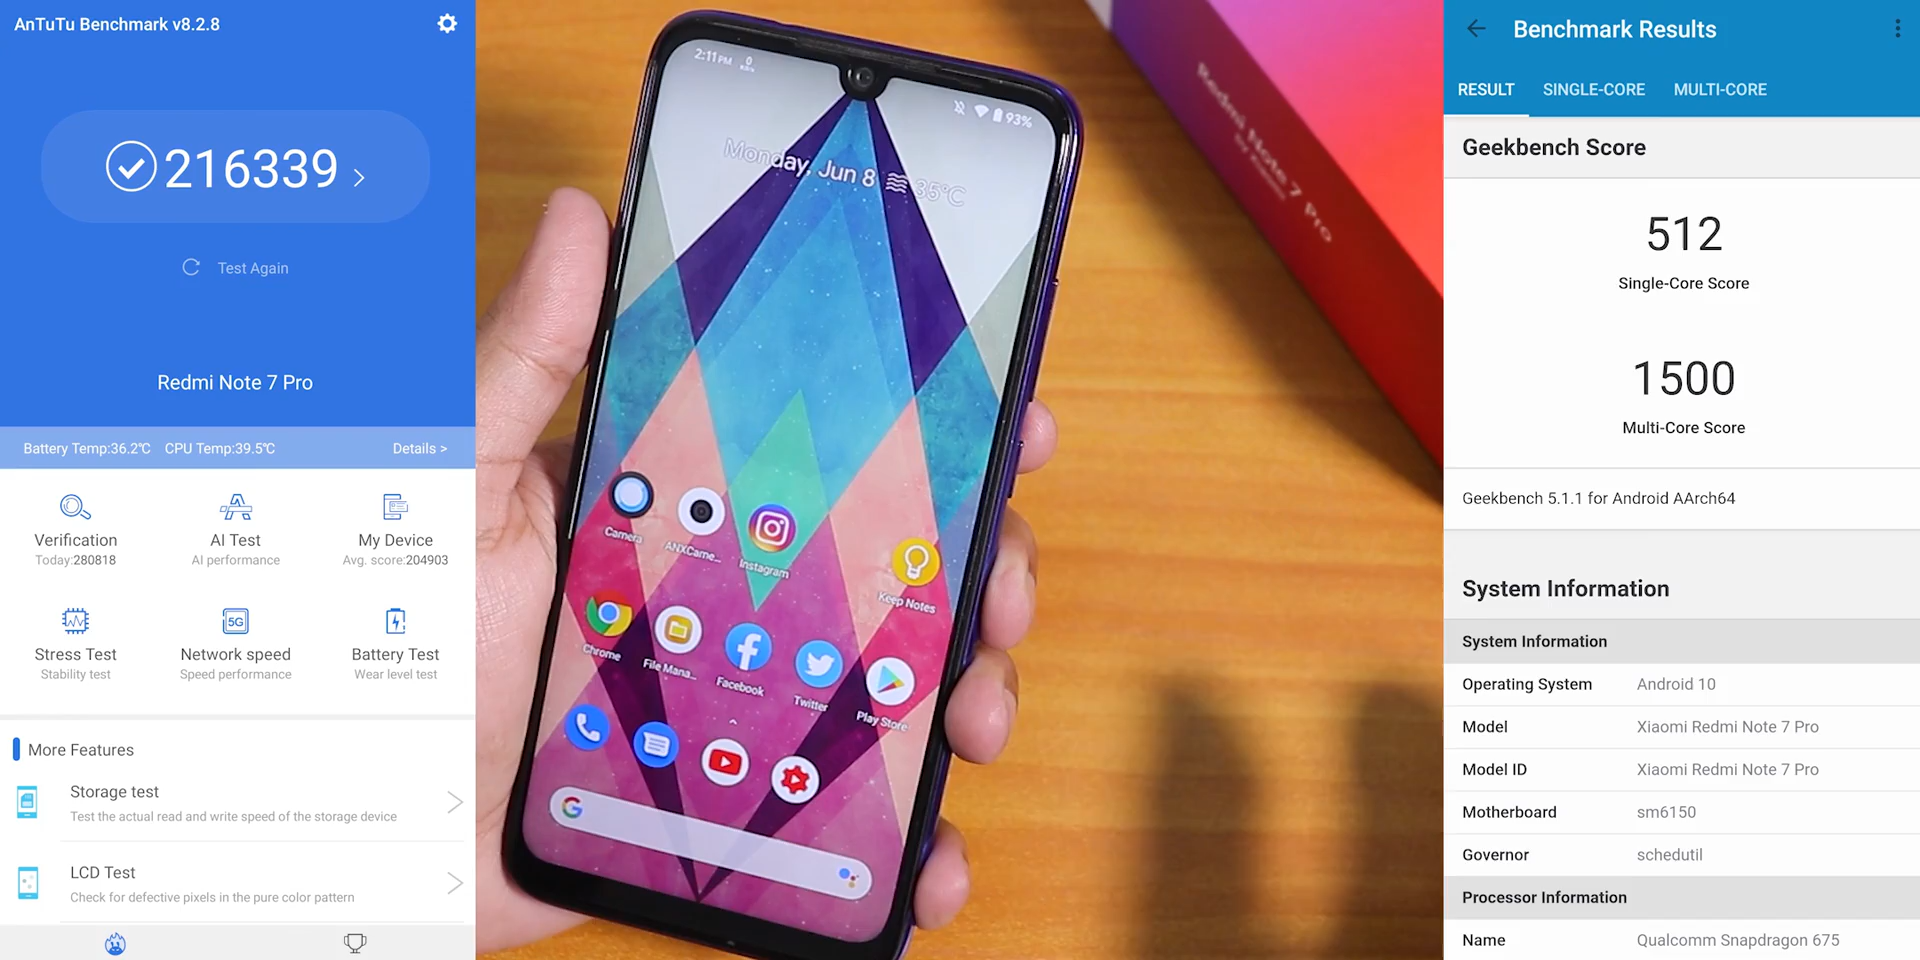 AnTuTu Benchmark v8.2.8
216339
Test Again
Redmi Note 7 Pro
Battery Temp:36.2℃ CPU Temp:39.5℃ Details >
Verification
Today:280818
AI Test
AI performance
My Device
Avg. score:204903
Stress Test
Stability test
5G
Network speed
Speed performance
Battery Test
Wear level test
More Features
Storage test
Test the actual read and write speed of the storage device
LCD Test
Check for defective pixels in the pure color pattern
2:11PM
93%
Monday, Jun 8 35°C
Camera
ANXCame...
Instagram
Keep Notes
Chrome
File Mana...
Facebook
Twitter
Play Store
Redmi Note 7 Pro
by Xiaomi
Benchmark Results
RESULT SINGLE-CORE MULTI-CORE
Geekbench Score
512
Single-Core Score
1500
Multi-Core Score
Geekbench 5.1.1 for Android AArch64
System Information
System Information
Operating System Android 10
Model Xiaomi Redmi Note 7 Pro
Model ID Xiaomi Redmi Note 7 Pro
Motherboard sm6150
Governor schedutil
Processor Information
Name Qualcomm Snapdragon 675